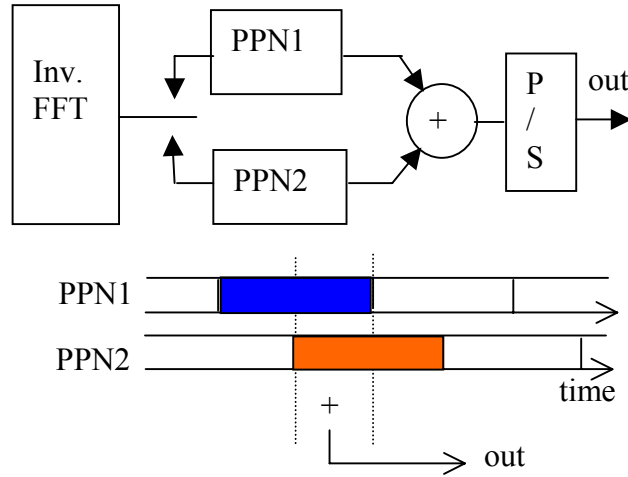 Inv.
FFT
PPN1
PPN2
+
P
/
S
out
PPN1
PPN2
time
+
out